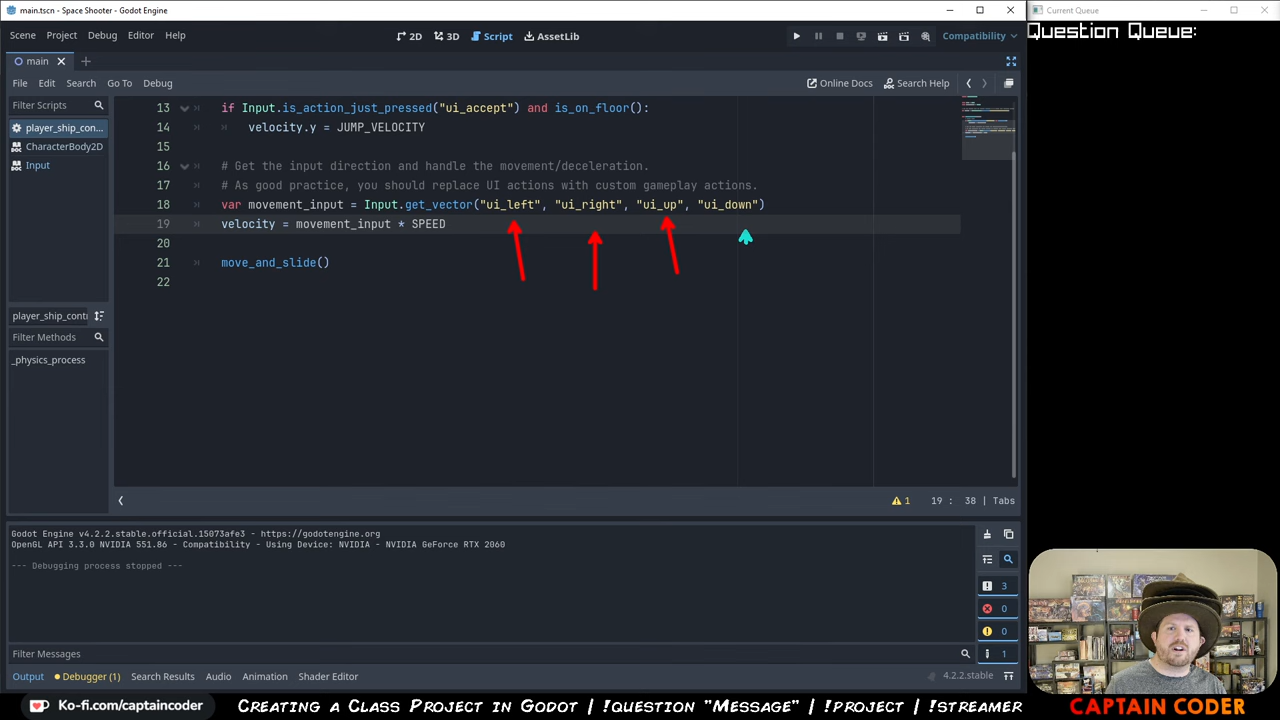 main.tscn - Space Shooter - Godot Engine
Current Queue
Scene Project Debug Editor Help
2D 3D Script AssetLib
Compatibility
Question Queue:
main
File Edit Search Go To Debug
Online Docs Search Help
Filter Scripts
player_ship_con...
CharacterBody2D
Input
player_ship_contr
Filter Methods
_physics_process
13 if Input.is_action_just_pressed("ui_accept") and is_on_floor():
14 velocity.y = JUMP_VELOCITY
15
16 # Get the input direction and handle the movement/deceleration.
17 # As good practice, you should replace UI actions with custom gameplay actions.
18 var movement_input = Input.get_vector("ui_left", "ui_right", "ui_up", "ui_down")
19 velocity = movement_input * SPEED
20
21 move_and_slide()
22
1 19 : 38 | Tabs
Godot Engine v4.2.2.stable.official.15073afe3 - https://godotengine.org
OpenGL API 3.3.0 NVIDIA 551.86 - Compatibility - Using Device: NVIDIA - NVIDIA GeForce RTX 2060
--- Debugging process stopped ---
3
0
0
1
Filter Messages
Output Debugger (1) Search Results Audio Animation Shader Editor
4.2.2.stable
Ko-fi.com/captaincoder
Creating a Class Project in Godot | !question "Message" | !project | !streamer
CAPTAIN CODER